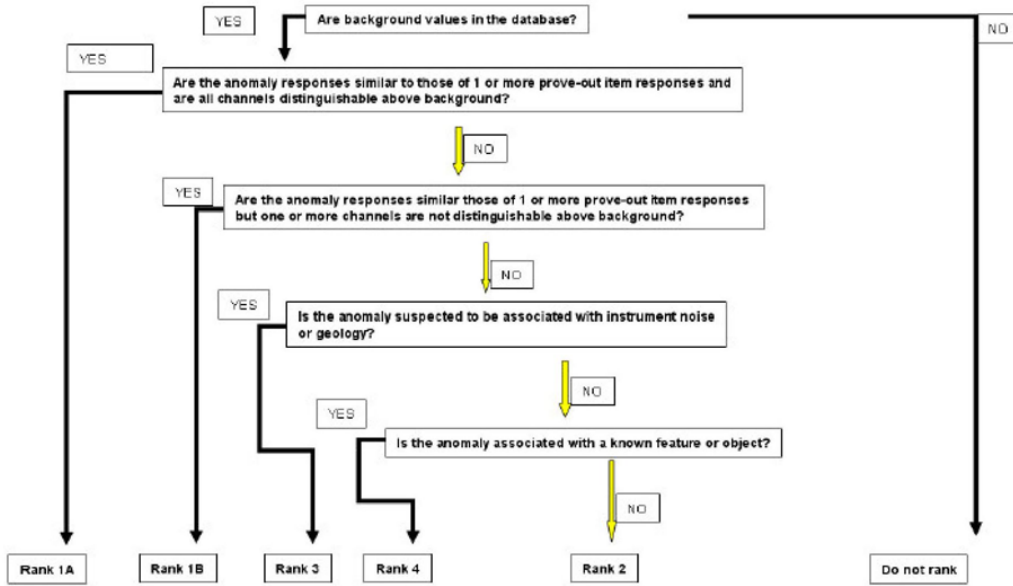 YES
Are background values in the database?
NO
YES
Are the anomaly responses similar to those of 1 or more prove-out item responses and
are all channels distinguishable above background?
NO
YES
Are the anomaly responses similar those of 1 or more prove-out item responses
but one or more channels are not distinguishable above background?
NO
YES
Is the anomaly suspected to be associated with instrument noise
or geology?
NO
YES
Is the anomaly associated with a known feature or object?
NO
Rank 1A
Rank 1B
Rank 3
Rank 4
Rank 2
Do not rank